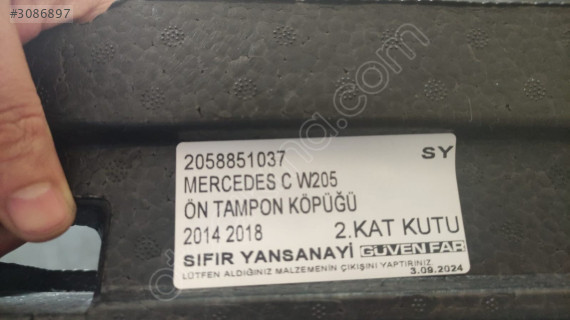 #3086897
2058851037 SY
MERCEDES C W205
ÖN TAMPON KÖPÜĞÜ
2014 2018 2.KAT KUTU
SIFIR YANSANAYİ GÜVEN FAR
LÜTFEN ALDIĞINIZ MALZEMENİN ÇIKIŞINI YAPTIRINIZ
3.09.2024